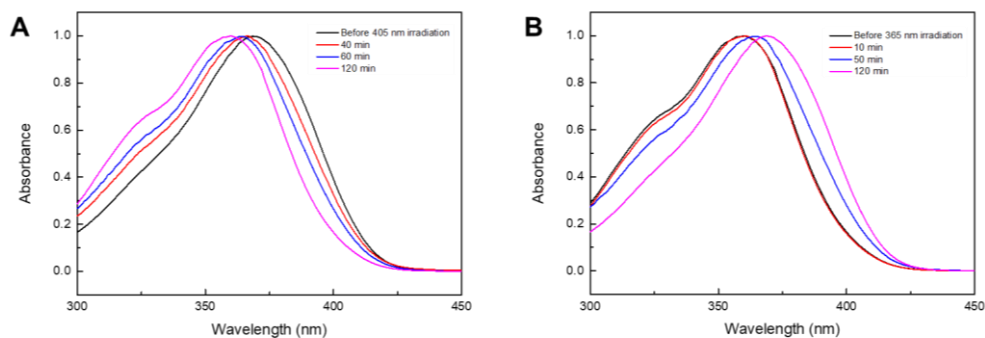 A
1.0
0.8
0.6
0.4
0.2
0.0
Absorbance
300
350
400
450
Wavelength (nm)
Before 405 nm irradiation
40 min
60 min
120 min
B
1.0
0.8
0.6
0.4
0.2
0.0
Absorbance
300
350
400
450
Wavelength (nm)
Before 365 nm irradiation
10 min
50 min
120 min